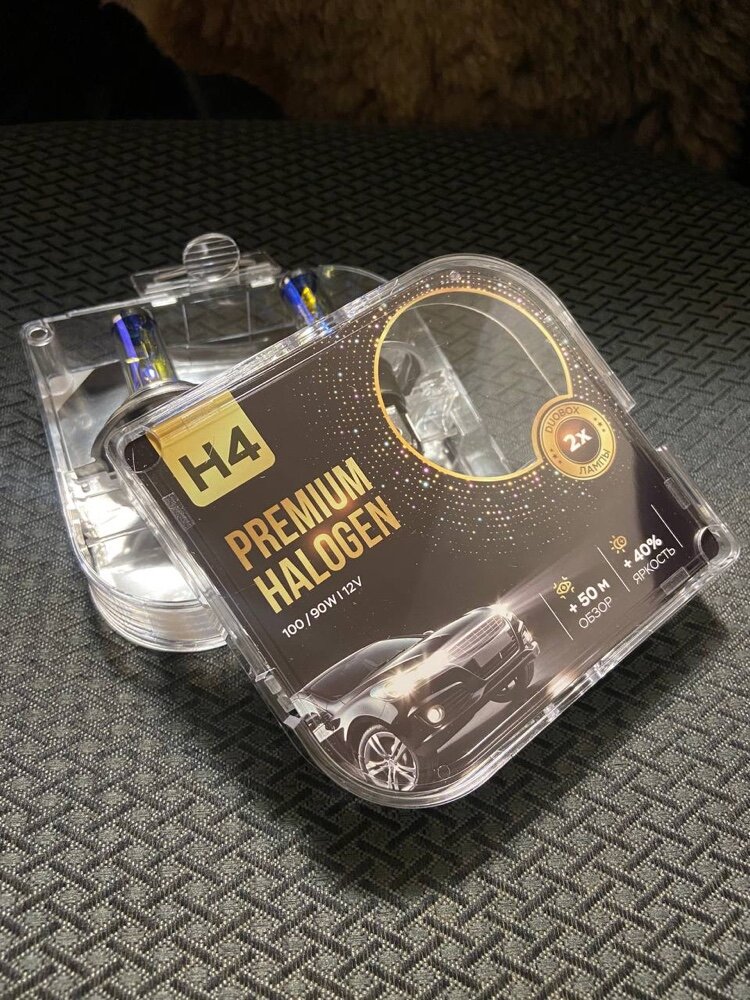 H4
PREMIUM
HALOGEN
100/90W | 12V
DUOBOX
2x
ЛАМПЫ
+ 50 м
ОБЗОР
+ 40%
ЯРКОСТЬ